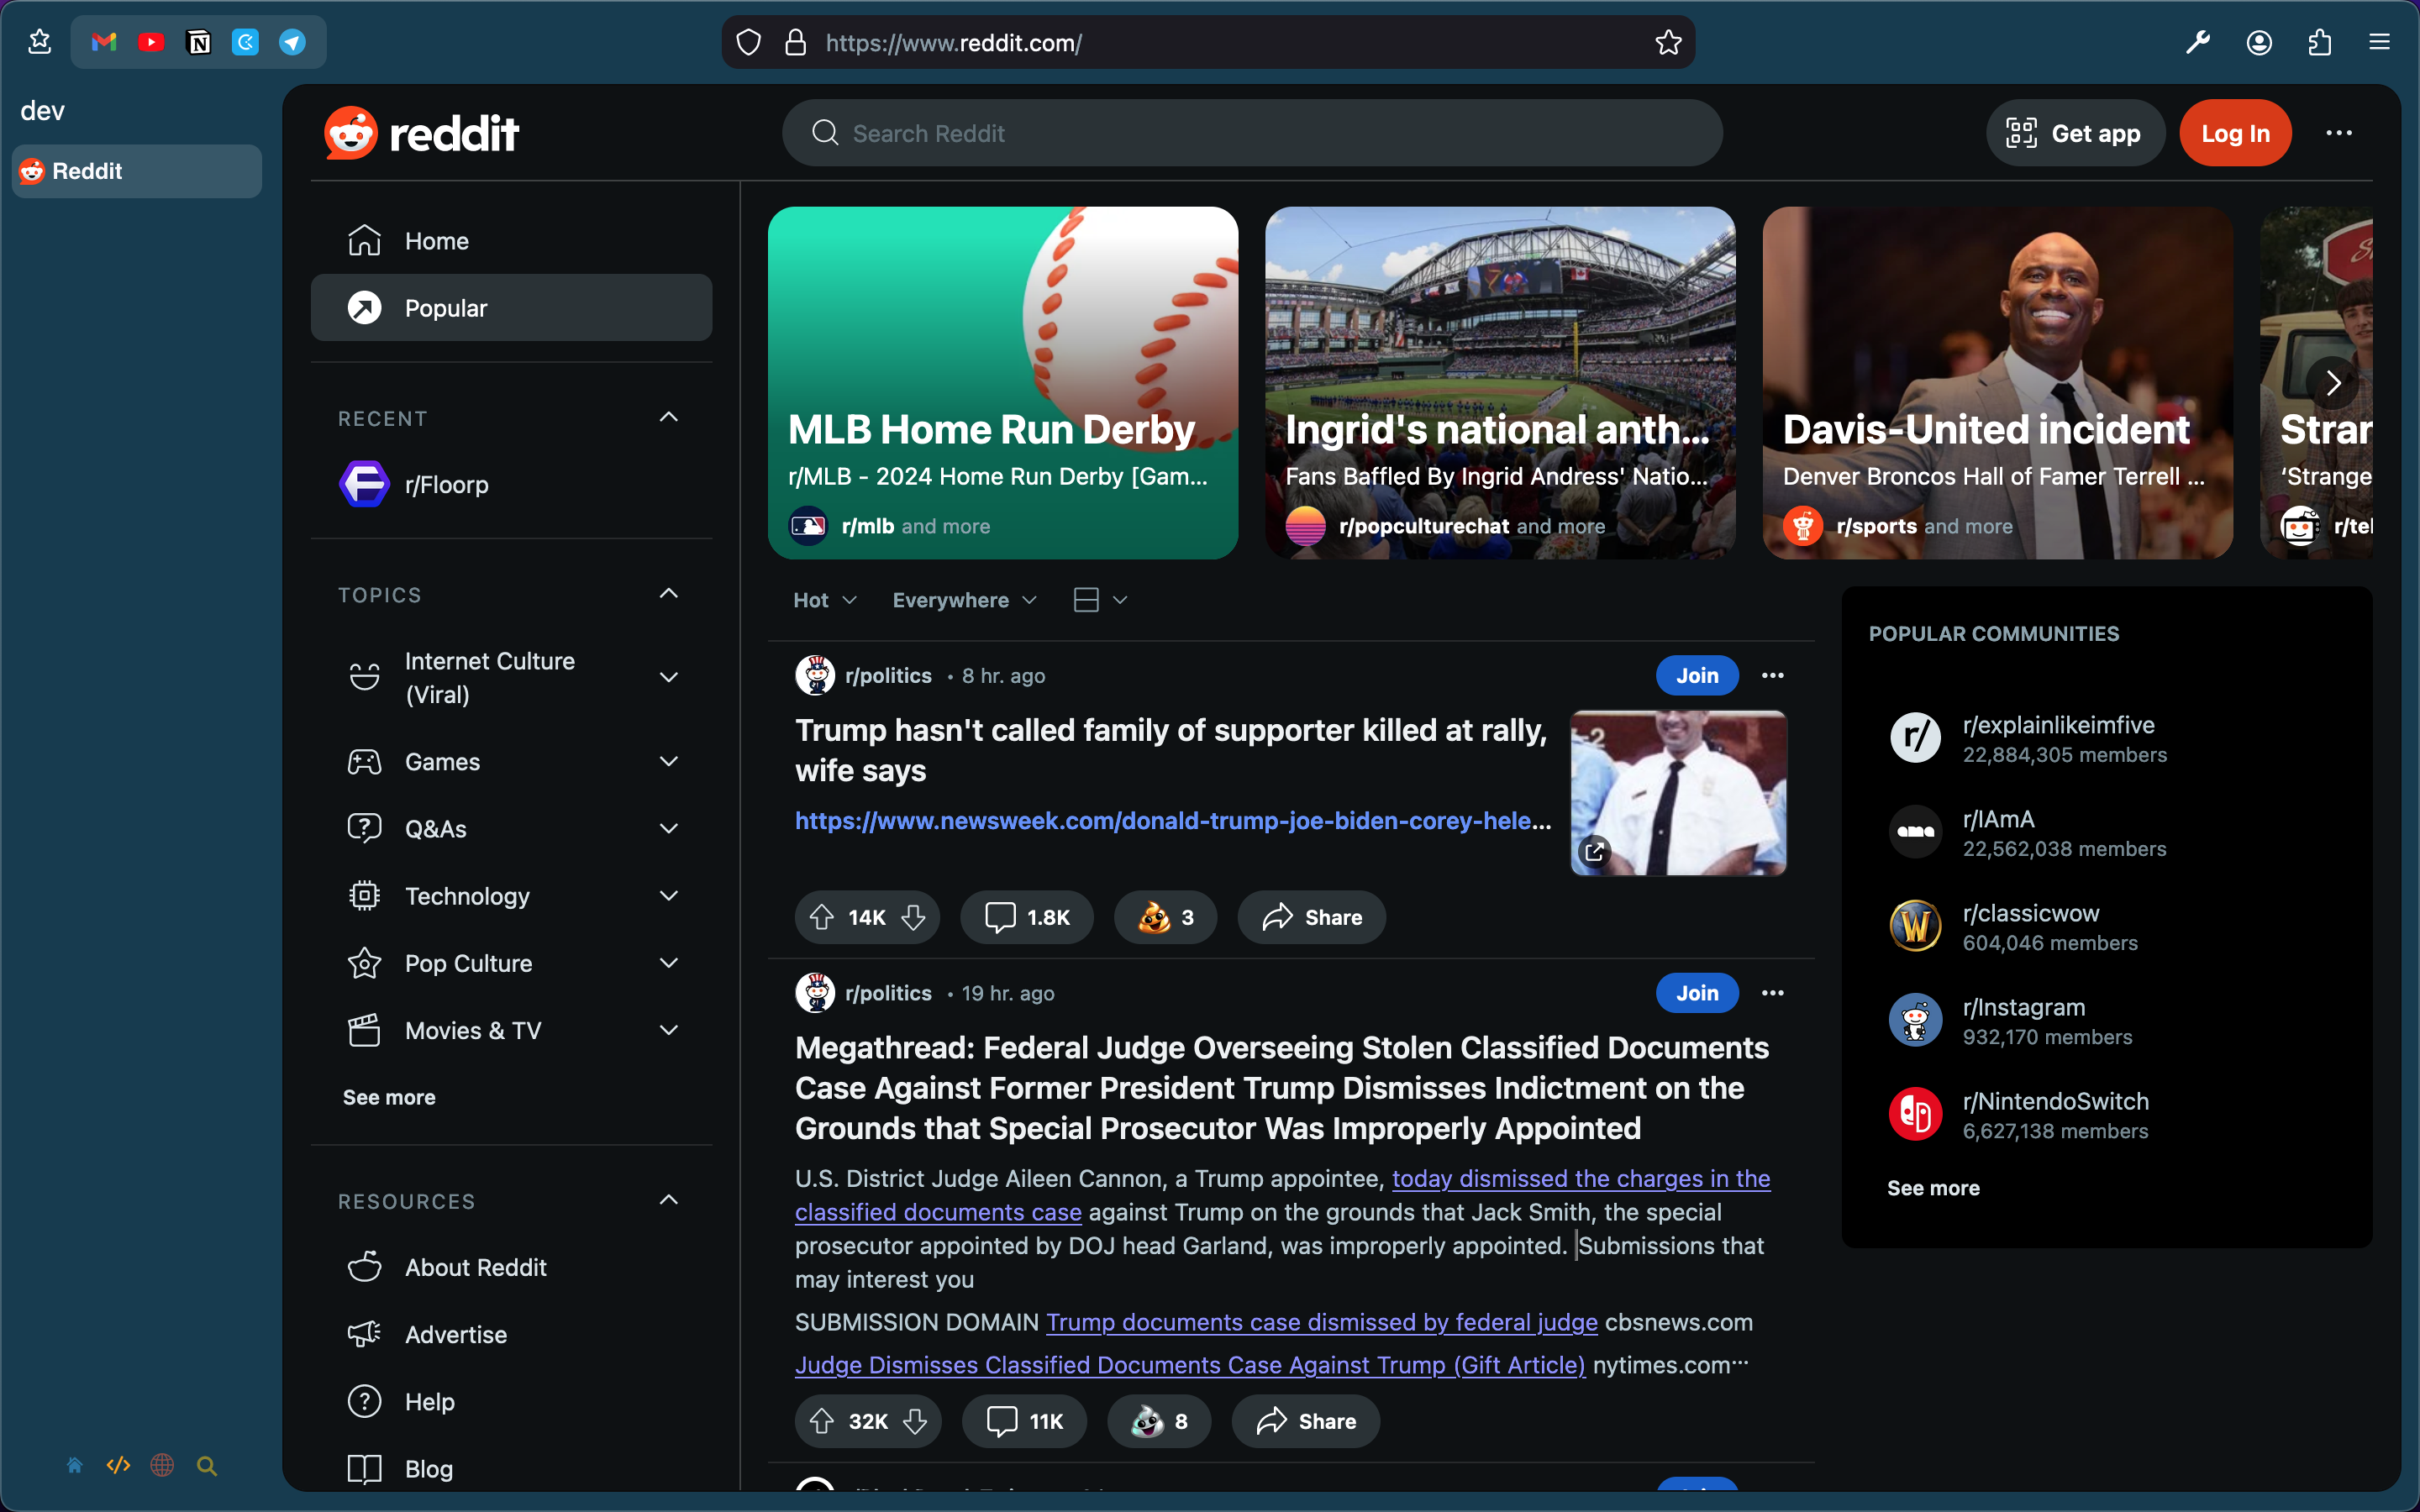 https://www.reddit.com/
dev
Reddit
reddit
Search Reddit
Get app
Log In
Home
Popular
RECENT
r/Floorp
TOPICS
Internet Culture
(Viral)
Games
Q&As
Technology
Pop Culture
Movies & TV
See more
RESOURCES
About Reddit
Advertise
Help
Blog
MLB Home Run Derby
r/MLB - 2024 Home Run Derby [Gam...
r/mlb and more
Ingrid's national anth...
Fans Baffled By Ingrid Andress' Natio...
r/popculturechat and more
Davis-United incident
Denver Broncos Hall of Famer Terrell ...
r/sports and more
Stran
‘Strange
r/tel
Hot
Everywhere
r/politics • 8 hr. ago
Join
Trump hasn't called family of supporter killed at rally,
wife says
https://www.newsweek.com/donald-trump-joe-biden-corey-hele...
14K
1.8K
3
Share
r/politics • 19 hr. ago
Join
Megathread: Federal Judge Overseeing Stolen Classified Documents
Case Against Former President Trump Dismisses Indictment on the
Grounds that Special Prosecutor Was Improperly Appointed
U.S. District Judge Aileen Cannon, a Trump appointee, today dismissed the charges in the
classified documents case against Trump on the grounds that Jack Smith, the special
prosecutor appointed by DOJ head Garland, was improperly appointed. Submissions that
may interest you
SUBMISSION DOMAIN Trump documents case dismissed by federal judge cbsnews.com
Judge Dismisses Classified Documents Case Against Trump (Gift Article) nytimes.com...
32K
11K
8
Share
POPULAR COMMUNITIES
r/explainlikeimfive
22,884,305 members
r/IAmA
22,562,038 members
r/classicwow
604,046 members
r/Instagram
932,170 members
r/NintendoSwitch
6,627,138 members
See more